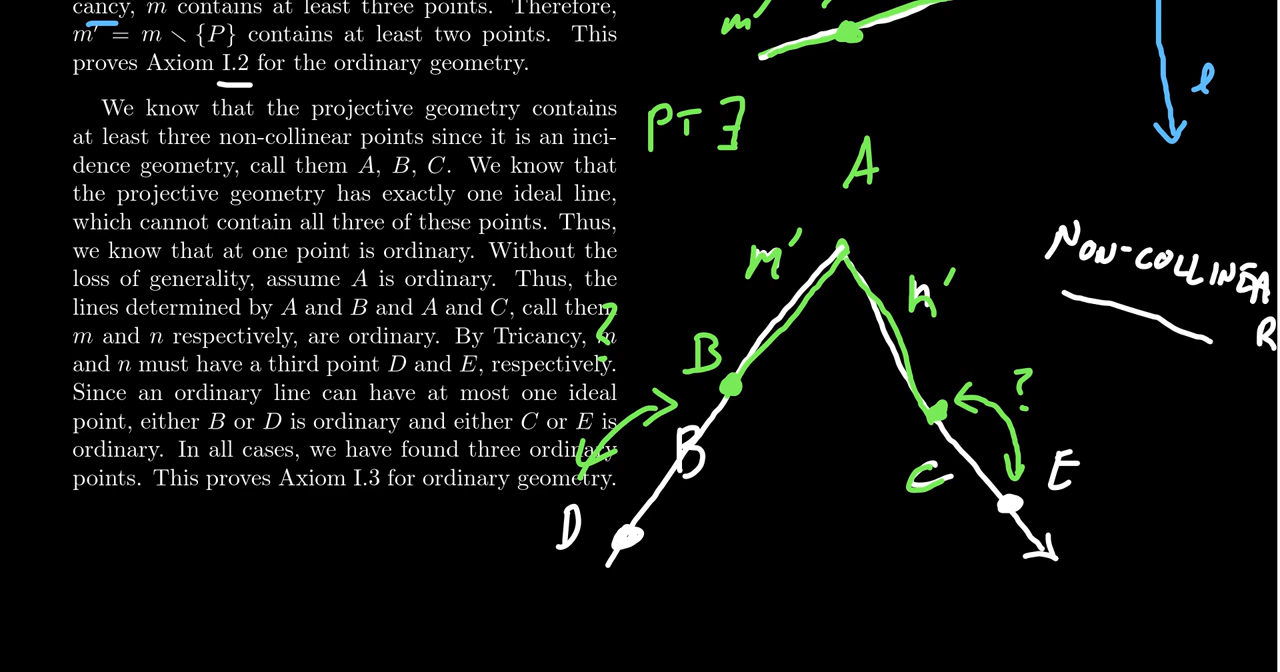 cancy, m contains at least three points. Therefore,
m′ = m ∖ {P} contains at least two points. This
proves Axiom I.2 for the ordinary geometry.
We know that the projective geometry contains
at least three non-collinear points since it is an inci-
dence geometry, call them A, B, C. We know that
the projective geometry has exactly one ideal line,
which cannot contain all three of these points. Thus,
we know that at one point is ordinary. Without the
loss of generality, assume A is ordinary. Thus, the
lines determined by A and B and A and C, call them
m and n respectively, are ordinary. By Tricancy, m
and n must have a third point D and E, respectively.
Since an ordinary line can have at most one ideal
point, either B or D is ordinary and either C or E is
ordinary. In all cases, we have found three ordinary
points. This proves Axiom I.3 for ordinary geometry.
m′
l
PT 3
A
NON-COLLINEA
R
m′
n′
?
B
?
B
C
E
D